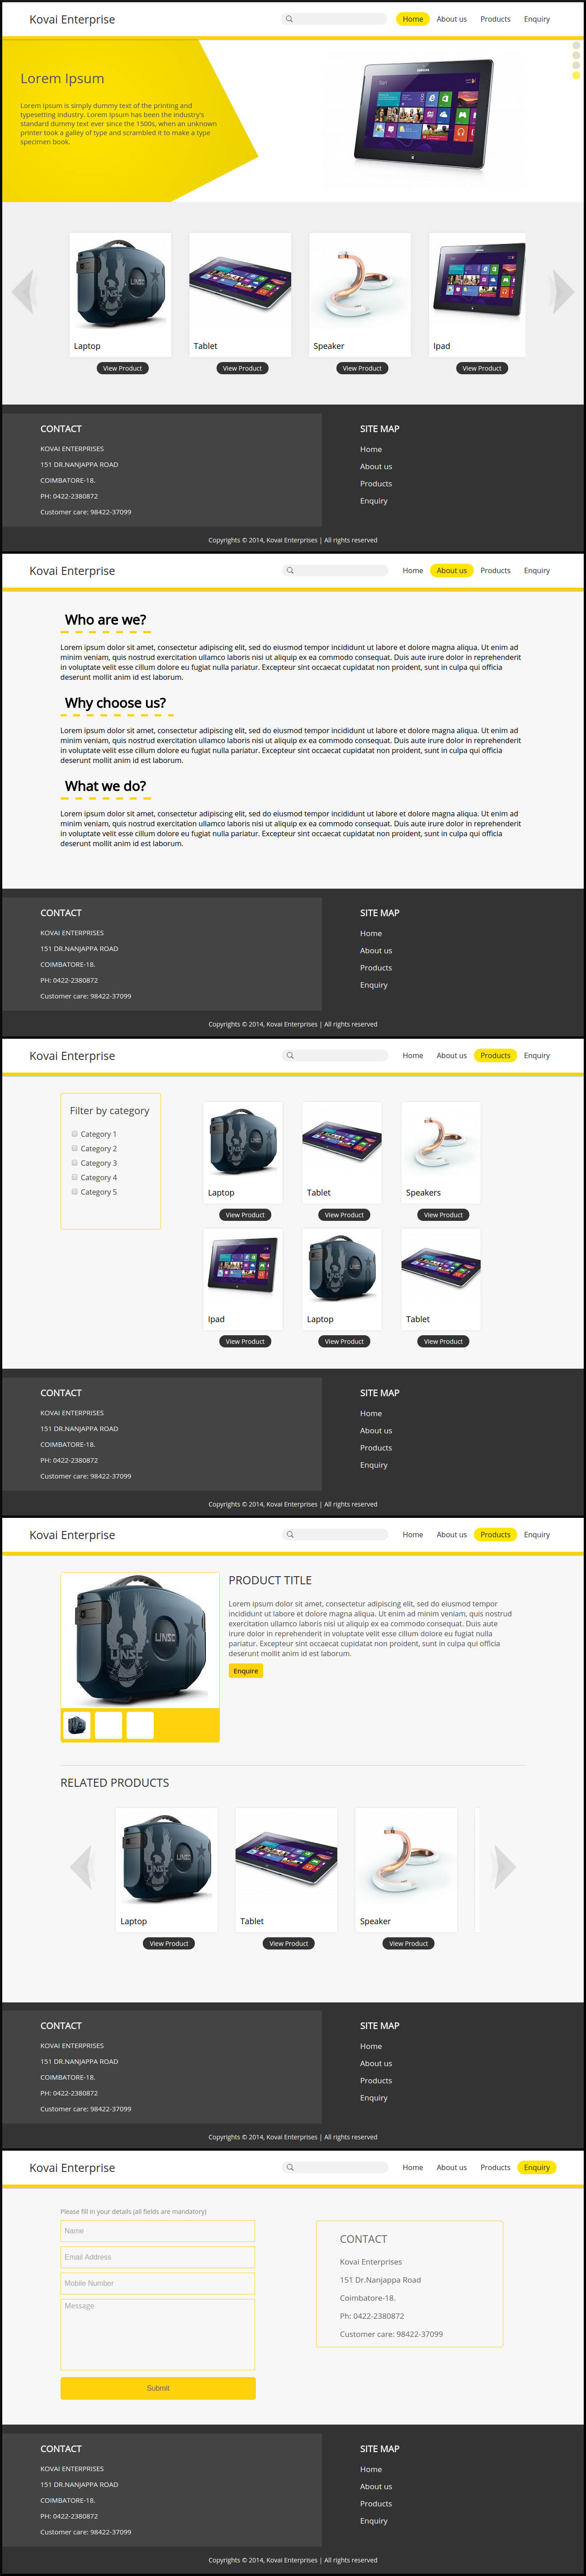 Kovai Enterprise
Home About us Products Enquiry
Lorem Ipsum
Lorem Ipsum is simply dummy text of the printing and
typesetting industry. Lorem Ipsum has been the industry's
standard dummy text ever since the 1500s, when an unknown
printer took a galley of type and scrambled it to make a type
specimen book.
Laptop Tablet Speaker Ipad
View Product View Product View Product View Product
CONTACT SITE MAP
KOVAI ENTERPRISES Home
151 DR.NANJAPPA ROAD About us
COIMBATORE-18. Products
PH: 0422-2380872 Enquiry
Customer care: 98422-37099
Copyrights © 2014, Kovai Enterprises | All rights reserved
Kovai Enterprise
Home About us Products Enquiry
Who are we?
Lorem ipsum dolor sit amet, consectetur adipiscing elit, sed do eiusmod tempor incididunt ut labore et dolore magna aliqua. Ut enim ad
minim veniam, quis nostrud exercitation ullamco laboris nisi ut aliquip ex ea commodo consequat. Duis aute irure dolor in reprehenderit
in voluptate velit esse cillum dolore eu fugiat nulla pariatur. Excepteur sint occaecat cupidatat non proident, sunt in culpa qui officia
deserunt mollit anim id est laborum.
Why choose us?
Lorem ipsum dolor sit amet, consectetur adipiscing elit, sed do eiusmod tempor incididunt ut labore et dolore magna aliqua. Ut enim ad
minim veniam, quis nostrud exercitation ullamco laboris nisi ut aliquip ex ea commodo consequat. Duis aute irure dolor in reprehenderit
in voluptate velit esse cillum dolore eu fugiat nulla pariatur. Excepteur sint occaecat cupidatat non proident, sunt in culpa qui officia
deserunt mollit anim id est laborum.
What we do?
Lorem ipsum dolor sit amet, consectetur adipiscing elit, sed do eiusmod tempor incididunt ut labore et dolore magna aliqua. Ut enim ad
minim veniam, quis nostrud exercitation ullamco laboris nisi ut aliquip ex ea commodo consequat. Duis aute irure dolor in reprehenderit
in voluptate velit esse cillum dolore eu fugiat nulla pariatur. Excepteur sint occaecat cupidatat non proident, sunt in culpa qui officia
deserunt mollit anim id est laborum.
CONTACT SITE MAP
KOVAI ENTERPRISES Home
151 DR.NANJAPPA ROAD About us
COIMBATORE-18. Products
PH: 0422-2380872 Enquiry
Customer care: 98422-37099
Copyrights © 2014, Kovai Enterprises | All rights reserved
Kovai Enterprise
Home About us Products Enquiry
Filter by category
Category 1
Category 2
Category 3
Category 4
Category 5
Laptop Tablet Speakers
View Product View Product View Product
Ipad Laptop Tablet
View Product View Product View Product
CONTACT SITE MAP
KOVAI ENTERPRISES Home
151 DR.NANJAPPA ROAD About us
COIMBATORE-18. Products
PH: 0422-2380872 Enquiry
Customer care: 98422-37099
Copyrights © 2014, Kovai Enterprises | All rights reserved
Kovai Enterprise
Home About us Products Enquiry
UNSC
PRODUCT TITLE
Lorem ipsum dolor sit amet, consectetur adipiscing elit, sed do eiusmod tempor
incididunt ut labore et dolore magna aliqua. Ut enim ad minim veniam, quis nostrud
exercitation ullamco laboris nisi ut aliquip ex ea commodo consequat. Duis aute
irure dolor in reprehenderit in voluptate velit esse cillum dolore eu fugiat nulla
pariatur. Excepteur sint occaecat cupidatat non proident, sunt in culpa qui officia
deserunt mollit anim id est laborum.
Enquire
RELATED PRODUCTS
Laptop Tablet Speaker
View Product View Product View Product
CONTACT SITE MAP
KOVAI ENTERPRISES Home
151 DR.NANJAPPA ROAD About us
COIMBATORE-18. Products
PH: 0422-2380872 Enquiry
Customer care: 98422-37099
Copyrights © 2014, Kovai Enterprises | All rights reserved
Kovai Enterprise
Home About us Products Enquiry
Please fill in your details (all fields are mandatory)
Name
Email Address
Mobile Number
Message
Submit
CONTACT
Kovai Enterprises
151 Dr.Nanjappa Road
Coimbatore-18.
Ph: 0422-2380872
Customer care: 98422-37099
CONTACT SITE MAP
KOVAI ENTERPRISES Home
151 DR.NANJAPPA ROAD About us
COIMBATORE-18. Products
PH: 0422-2380872 Enquiry
Customer care: 98422-37099
Copyrights © 2014, Kovai Enterprises | All rights reserved